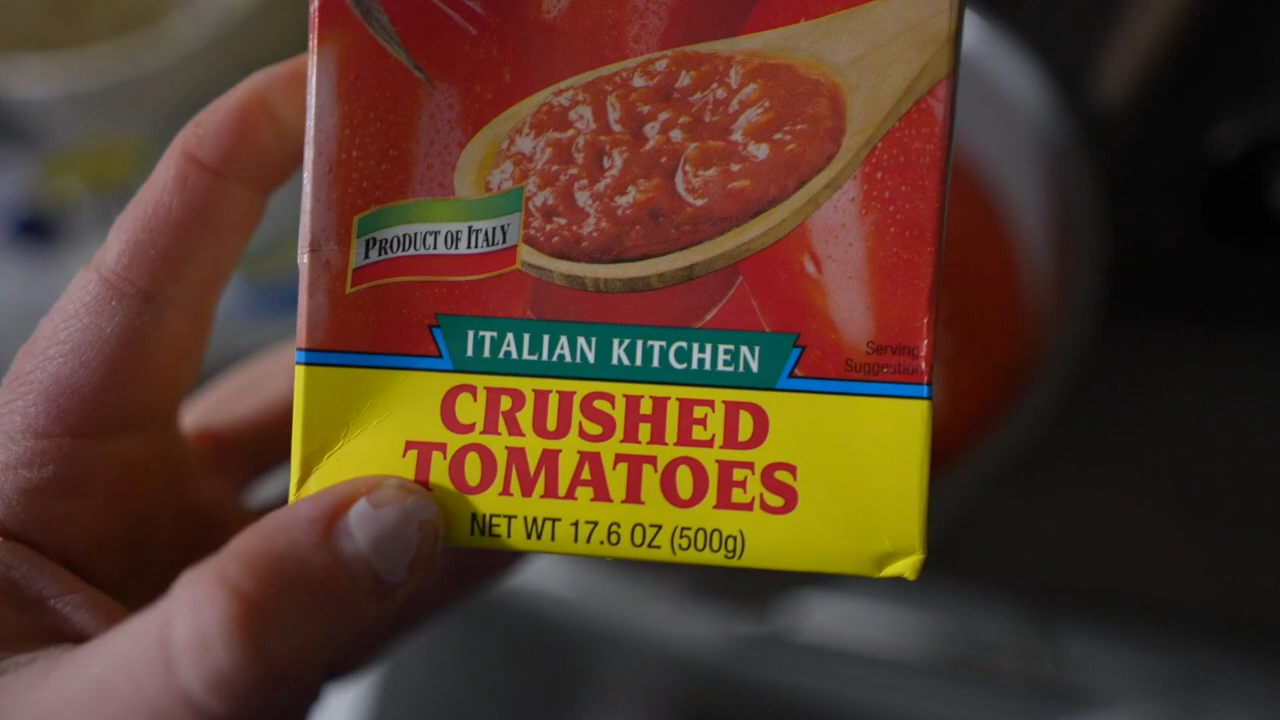 PRODUCT OF ITALY
ITALIAN KITCHEN
Serving
Suggestion
CRUSHED
TOMATOES
NET WT 17.6 OZ (500g)